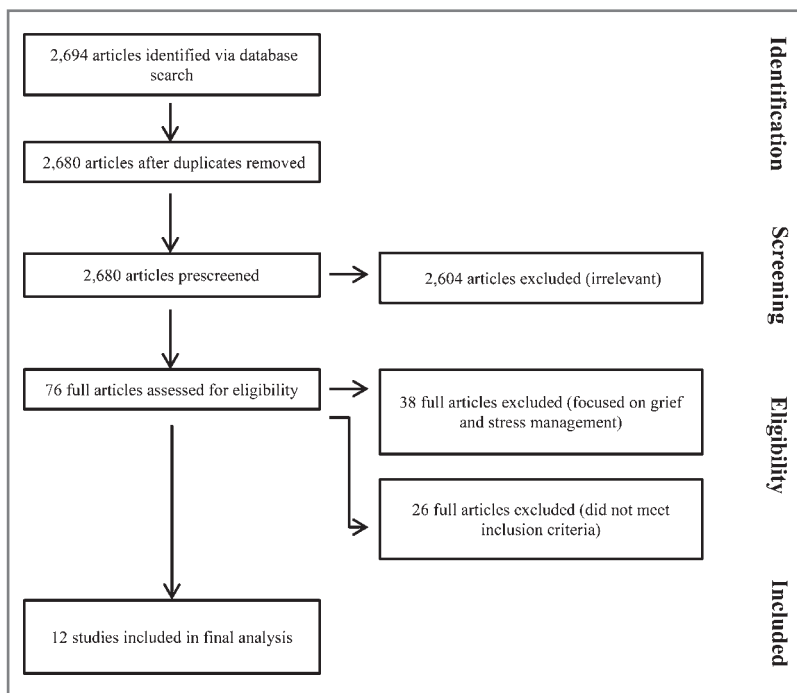 2,694 articles identified via database
search
Identification
2,680 articles after duplicates removed
2,680 articles prescreened
2,604 articles excluded (irrelevant)
Screening
76 full articles assessed for eligibility
38 full articles excluded (focused on grief
and stress management)
26 full articles excluded (did not meet
inclusion criteria)
Eligibility
12 studies included in final analysis
Included